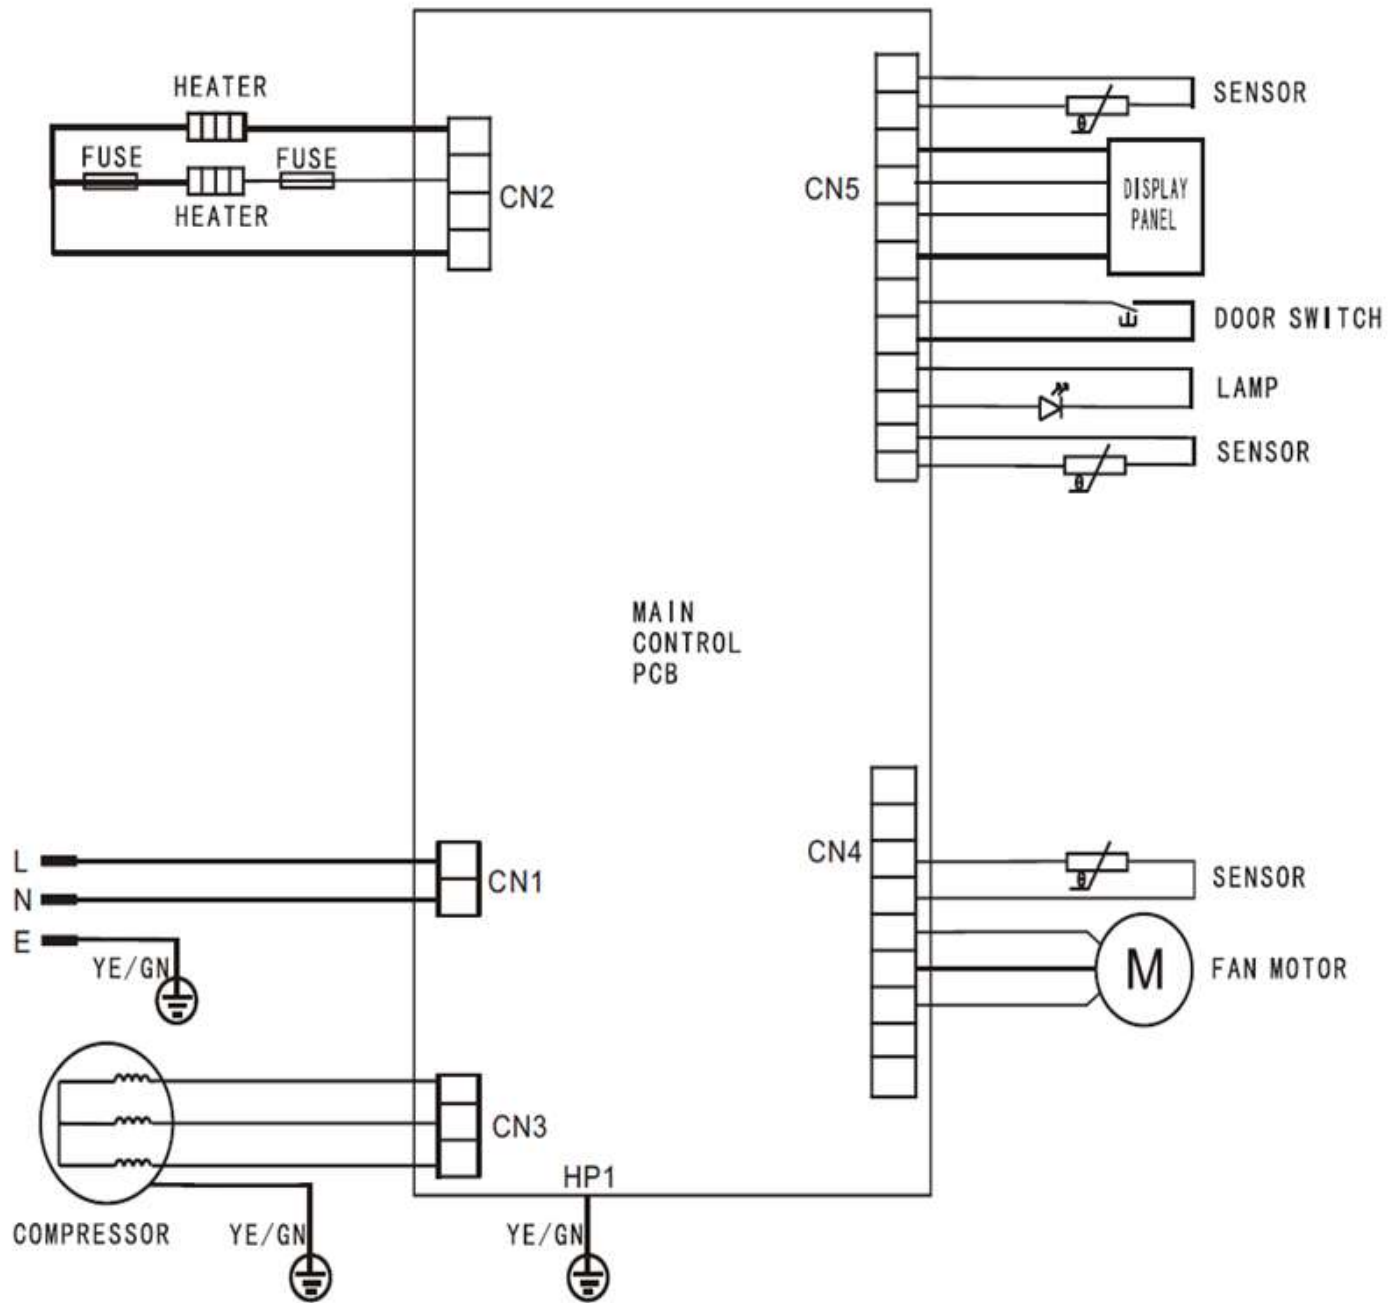 HEATER
FUSE
FUSE
HEATER
CN2
CN5
SENSOR
θ
DISPLAY
PANEL
DOOR SWITCH
LAMP
SENSOR
θ
MAIN
CONTROL
PCB
L
N
E
YE/GN
CN1
CN4
θ
SENSOR
M
FAN MOTOR
CN3
COMPRESSOR
YE/GN
HP1
YE/GN